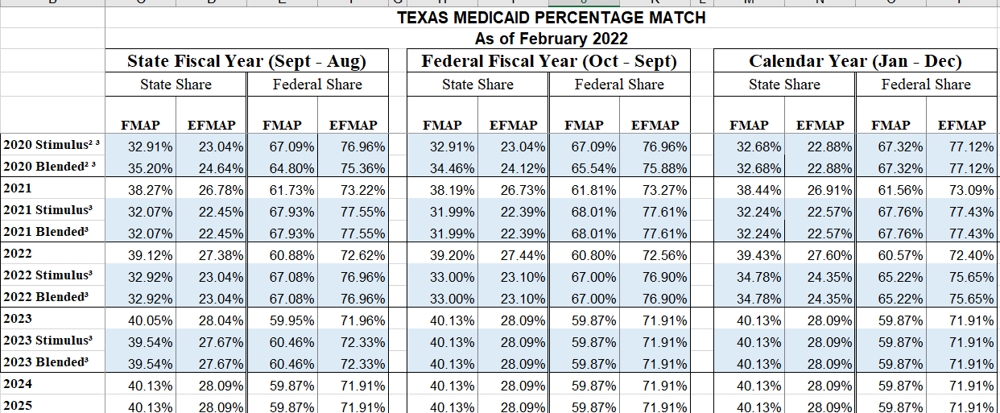 TEXAS MEDICAID PERCENTAGE MATCH
As of February 2022
State Fiscal Year (Sept - Aug) Federal Fiscal Year (Oct - Sept) Calendar Year (Jan - Dec)
State Share Federal Share State Share Federal Share State Share Federal Share
FMAP EFMAP FMAP EFMAP FMAP EFMAP FMAP EFMAP FMAP EFMAP FMAP EFMAP
2020 Stimulus² ³ 32.91% 23.04% 67.09% 76.96% 32.91% 23.04% 67.09% 76.96% 32.68% 22.88% 67.32% 77.12%
2020 Blended² ³ 35.20% 24.64% 64.80% 75.36% 34.46% 24.12% 65.54% 75.88% 32.68% 22.88% 67.32% 77.12%
2021 38.27% 26.78% 61.73% 73.22% 38.19% 26.73% 61.81% 73.27% 38.44% 26.91% 61.56% 73.09%
2021 Stimulus³ 32.07% 22.45% 67.93% 77.55% 31.99% 22.39% 68.01% 77.61% 32.24% 22.57% 67.76% 77.43%
2021 Blended³ 32.07% 22.45% 67.93% 77.55% 31.99% 22.39% 68.01% 77.61% 32.24% 22.57% 67.76% 77.43%
2022 39.12% 27.38% 60.88% 72.62% 39.20% 27.44% 60.80% 72.56% 39.43% 27.60% 60.57% 72.40%
2022 Stimulus³ 32.92% 23.04% 67.08% 76.96% 33.00% 23.10% 67.00% 76.90% 34.78% 24.35% 65.22% 75.65%
2022 Blended³ 32.92% 23.04% 67.08% 76.96% 33.00% 23.10% 67.00% 76.90% 34.78% 24.35% 65.22% 75.65%
2023 40.05% 28.04% 59.95% 71.96% 40.13% 28.09% 59.87% 71.91% 40.13% 28.09% 59.87% 71.91%
2023 Stimulus³ 39.54% 27.67% 60.46% 72.33% 40.13% 28.09% 59.87% 71.91% 40.13% 28.09% 59.87% 71.91%
2023 Blended³ 39.54% 27.67% 60.46% 72.33% 40.13% 28.09% 59.87% 71.91% 40.13% 28.09% 59.87% 71.91%
2024 40.13% 28.09% 59.87% 71.91% 40.13% 28.09% 59.87% 71.91% 40.13% 28.09% 59.87% 71.91%
2025 40.13% 28.09% 59.87% 71.91% 40.13% 28.09% 59.87% 71.91% 40.13% 28.09% 59.87% 71.91%